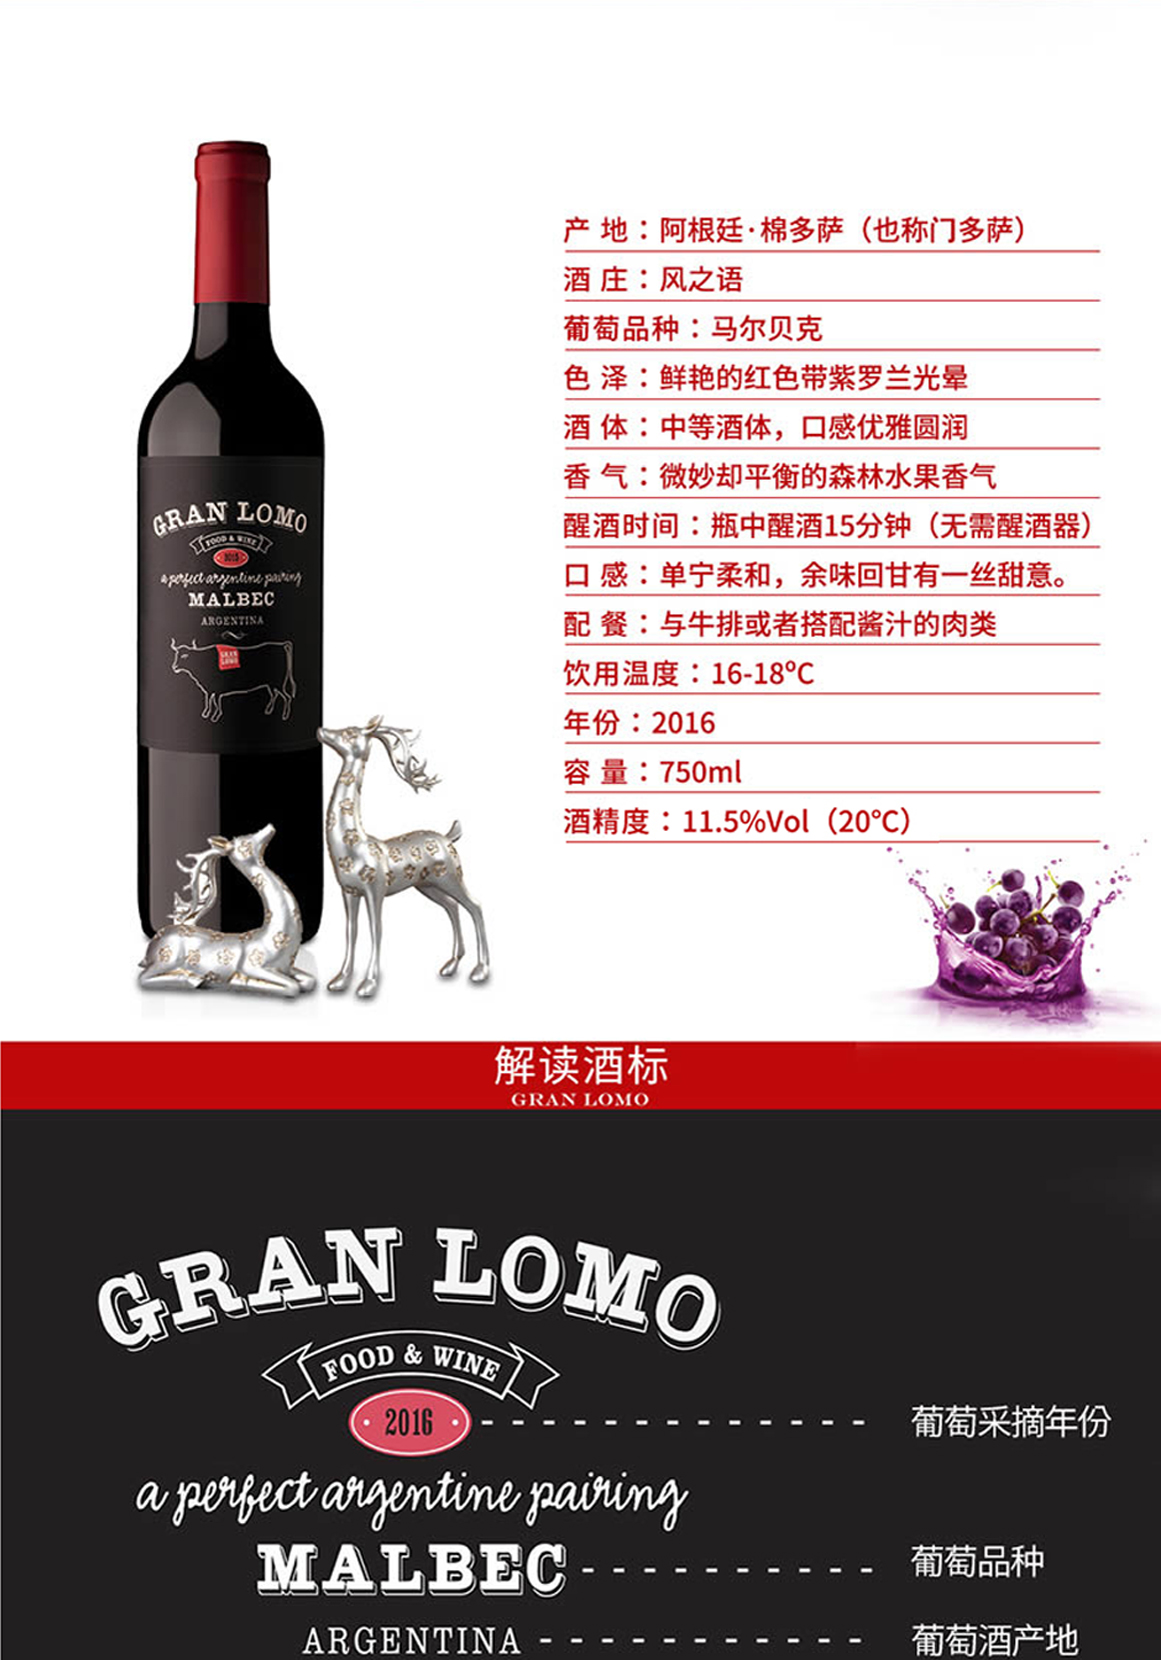 GRAN LOMO
FOOD & WINE
a perfect argentine pairing
MALBEC
ARGENTINA
GRAN
LOMO
产 地：阿根廷·棉多萨（也称门多萨）
酒 庄：风之语
葡萄品种：马尔贝克
色 泽：鲜艳的红色带紫罗兰光晕
酒 体：中等酒体，口感优雅圆润
香 气：微妙却平衡的森林水果香气
醒酒时间：瓶中醒酒15分钟（无需醒酒器）
口 感：单宁柔和，余味回甘有一丝甜意。
配 餐：与牛排或者搭配酱汁的肉类
饮用温度：16-18℃
年份：2016
容 量：750ml
酒精度：11.5%Vol（20℃）
解读酒标
GRAN LOMO
GRAN LOMO
FOOD & WINE
2016 葡萄采摘年份
a perfect argentine pairing
MALBEC 葡萄品种
ARGENTINA 葡萄酒产地